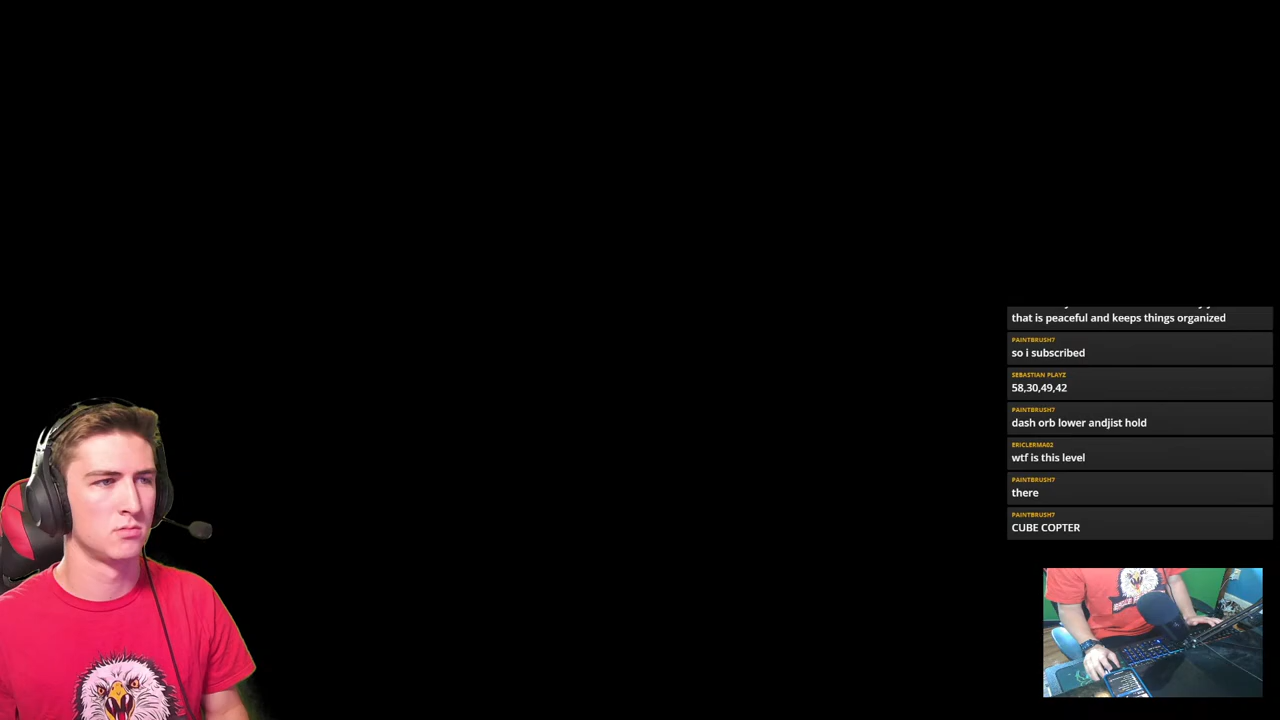 that is peaceful and keeps things organized
PAINTBRUSH7
so i subscribed
SEBASTIAN PLAYZ
58,30,49,42
PAINTBRUSH7
dash orb lower andjist hold
ERICLERMA02
wtf is this level
PAINTBRUSH7
there
PAINTBRUSH7
CUBE COPTER